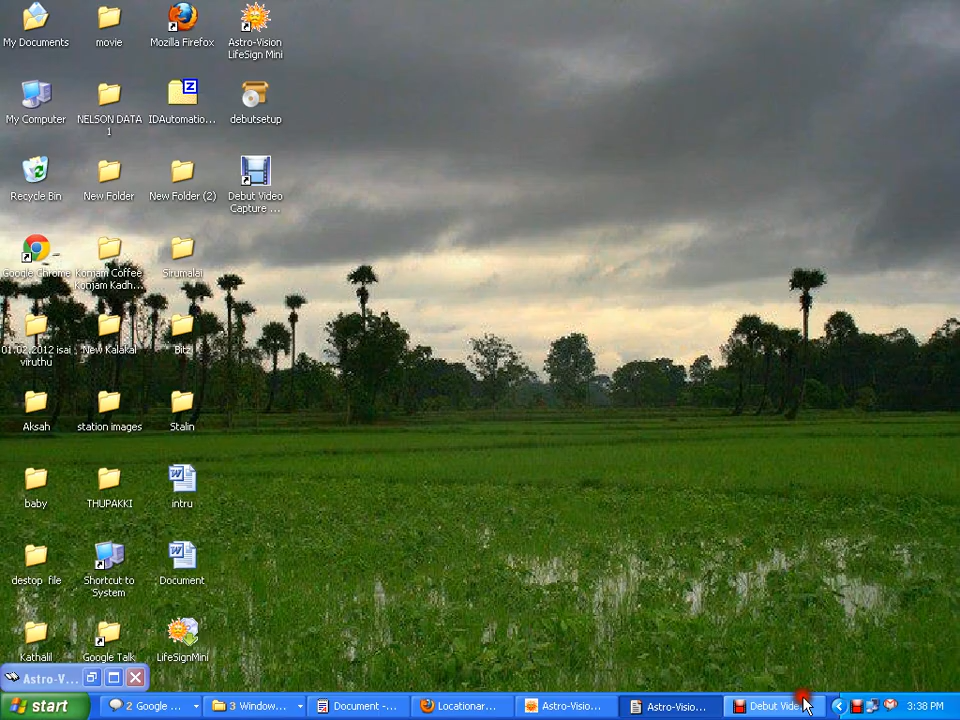 My Documents
movie
Mozilla Firefox
Astro-Vision
LifeSign Mini
My Computer
NELSON DATA
1
IDAutomatio...
debutsetup
Recycle Bin
New Folder
New Folder (2)
Debut Video
Capture ...
Google Chrome
Konjam Coffee
Konjam Kadh...
Sirumalai
01.02.2012 isai
viruthu
New Kalakal
Bitz
Aksah
station images
Stalin
baby
THUPAKKI
intru
destop file
Shortcut to
System
Document
Kathalil
Google Talk
LifeSignMini
Astro-V...
start
2 Google ...
3 Window...
Document -...
Locationar...
Astro-Visio...
Astro-Visio...
Debut Vide
3:38 PM